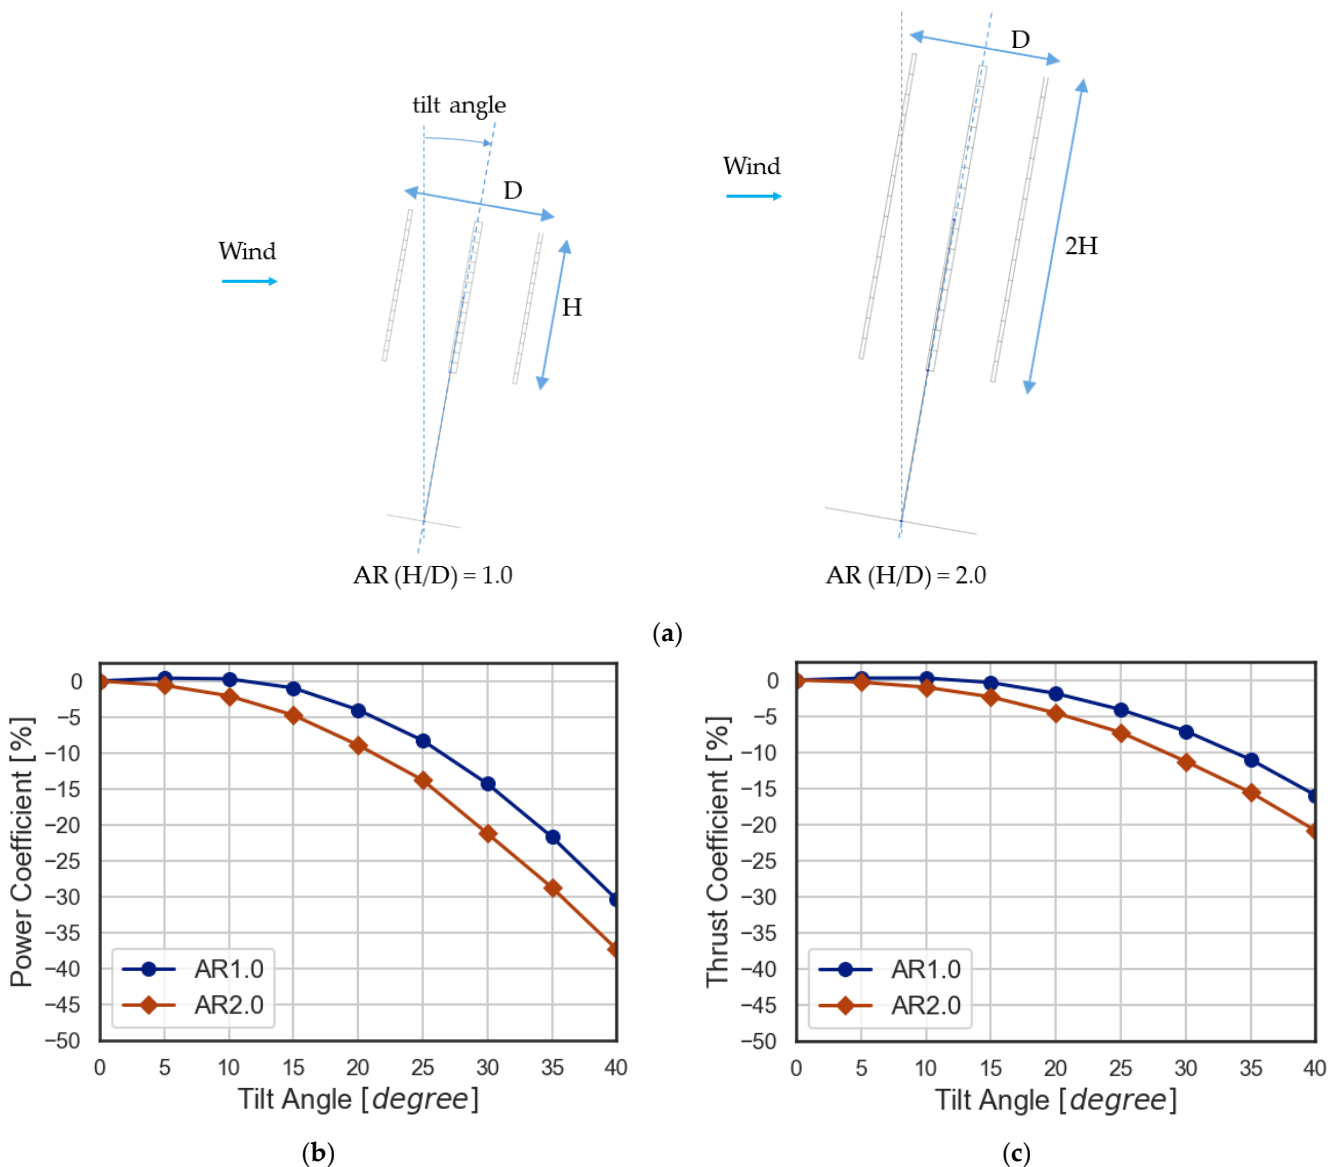 D
tilt angle
D
Wind
Wind
2H
H
AR (H/D) = 1.0
AR (H/D) = 2.0
(a)
Power Coefficient [%]
0
−5
−10
−15
−20
−25
−30
−35
−40
−45
−50
AR1.0
AR2.0
0 5 10 15 20 25 30 35 40
Tilt Angle [degree]
(b)
Thrust Coefficient [%]
0
−5
−10
−15
−20
−25
−30
−35
−40
−45
−50
AR1.0
AR2.0
0 5 10 15 20 25 30 35 40
Tilt Angle [degree]
(c)